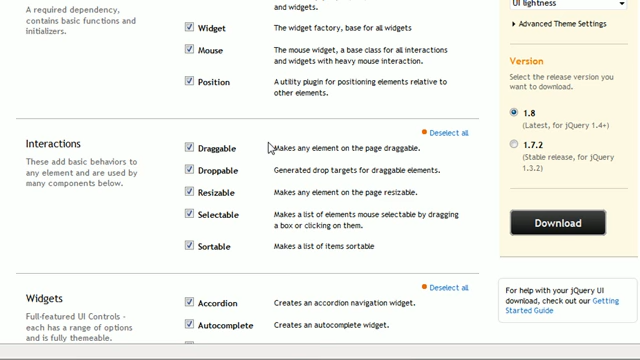 and widgets.
A required dependency,
contains basic functions and
initializers.
Widget The widget factory, base for all widgets
Mouse The mouse widget, a base class for all interactions
and widgets with heavy mouse interaction.
Position A utility plugin for positioning elements relative to
other elements.
Deselect all
Interactions
These add basic behaviors to
any element and are used by
many components below.
Draggable Makes any element on the page draggable.
Droppable Generated drop targets for draggable elements.
Resizable Makes any element on the page resizable.
Selectable Makes a list of elements mouse selectable by dragging
a box or clicking on them.
Sortable Makes a list of items sortable
Deselect all
Widgets
Full-featured UI Controls -
each has a range of options
and is fully themeable.
Accordion Creates an accordion navigation widget.
Autocomplete Creates an autocomplete widget.
UI lightness
Advanced Theme Settings
Version
Select the release version you
want to download.
1.8
(Latest, for jQuery 1.4+)
1.7.2
(Stable release, for jQuery
1.3.2)
Download
For help with your jQuery UI
download, check out our Getting
Started Guide